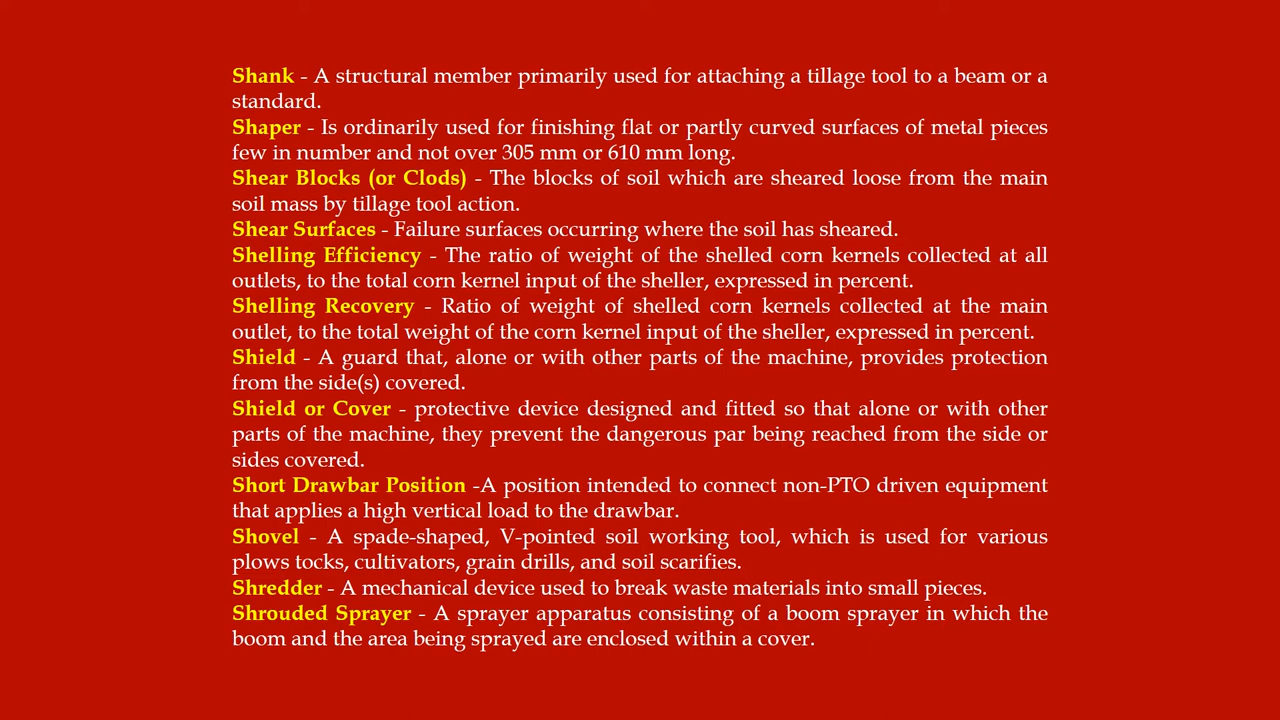 Shank - A structural member primarily used for attaching a tillage tool to a beam or a
standard.
Shaper - Is ordinarily used for finishing flat or partly curved surfaces of metal pieces
few in number and not over 305 mm or 610 mm long.
Shear Blocks (or Clods) - The blocks of soil which are sheared loose from the main
soil mass by tillage tool action.
Shear Surfaces - Failure surfaces occurring where the soil has sheared.
Shelling Efficiency - The ratio of weight of the shelled corn kernels collected at all
outlets, to the total corn kernel input of the sheller, expressed in percent.
Shelling Recovery - Ratio of weight of shelled corn kernels collected at the main
outlet, to the total weight of the corn kernel input of the sheller, expressed in percent.
Shield - A guard that, alone or with other parts of the machine, provides protection
from the side(s) covered.
Shield or Cover - protective device designed and fitted so that alone or with other
parts of the machine, they prevent the dangerous par being reached from the side or
sides covered.
Short Drawbar Position -A position intended to connect non-PTO driven equipment
that applies a high vertical load to the drawbar.
Shovel - A spade-shaped, V-pointed soil working tool, which is used for various
plows tocks, cultivators, grain drills, and soil scarifies.
Shredder - A mechanical device used to break waste materials into small pieces.
Shrouded Sprayer - A sprayer apparatus consisting of a boom sprayer in which the
boom and the area being sprayed are enclosed within a cover.